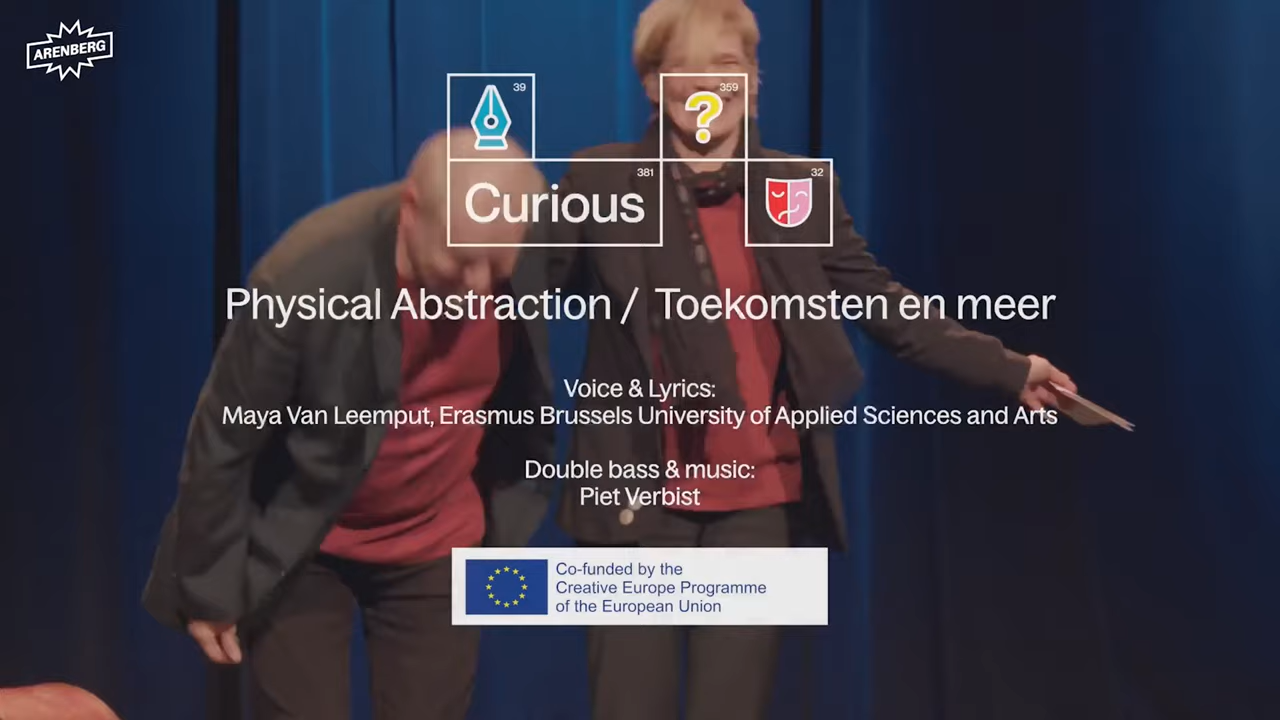 ARENBERG
39
359
?
381
32
Curious
Physical Abstraction / Toekomsten en meer
Voice & Lyrics:
Maya Van Leemput, Erasmus Brussels University of Applied Sciences and Arts
Double bass & music:
Piet Verbist
Co-funded by the
Creative Europe Programme
of the European Union